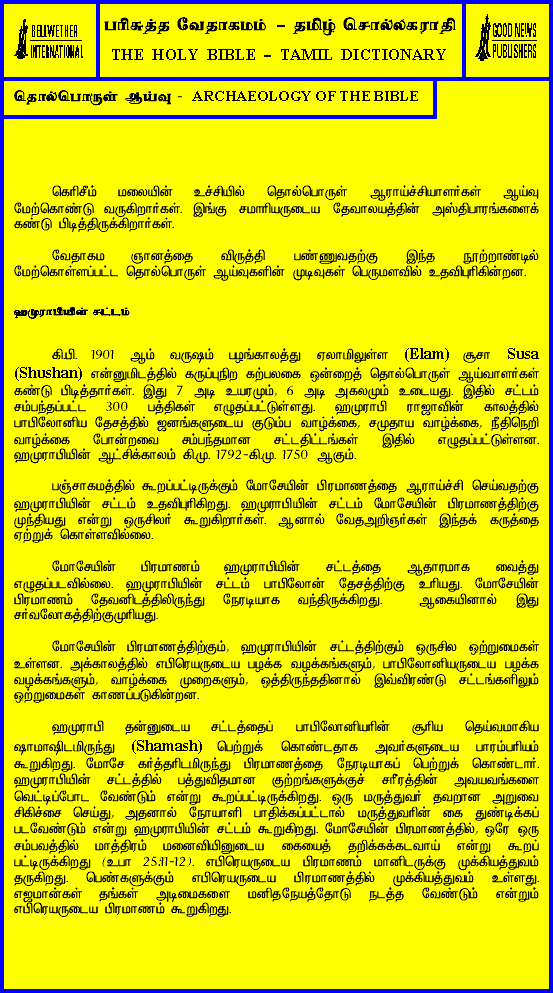 BELLWETHER
INTERNATIONAL
பரிசுத்த வேதாகமம் – தமிழ் சொல்லகராதி
THE HOLY BIBLE – TAMIL DICTIONARY
GOOD NEWS
PUBLISHERS
தொல்பொருள் ஆய்வு - ARCHAEOLOGY OF THE BIBLE
கெரிசீம் மலையின் உச்சியில் தொல்பொருள் ஆராய்ச்சியாளர்கள் ஆய்வு
மேற்கொண்டு வருகிறார்கள். இங்கு சமாரியருடைய தேவாலயத்தின் அஸ்திபாரங்களைக்
கண்டு பிடித்திருக்கிறார்கள்.
வேதாகம ஞானத்தை விருத்தி பண்ணுவதற்கு இந்த நூற்றாண்டில்
மேற்கொள்ளப்பட்ட தொல்பொருள் ஆய்வுகளின் முடிவுகள் பெருமளவில் உதவிபுரிகின்றன.
ஹமுராபியின் சட்டம்
கி.பி. 1901 ஆம் வருஷம் பழங்காலத்து ஏலாமிலுள்ள (Elam) சூசா Susa
(Shushan) என்னுமிடத்தில் கருப்புநிற கற்பலகை ஒன்றைத் தொல்பொருள் ஆய்வாளர்கள்
கண்டு பிடித்தார்கள். இது 7 அடி உயரமும், 6 அடி அகலமும் உடையது. இதில் சட்டம்
சம்பந்தப்பட்ட 300 பத்திகள் எழுதப்பட்டுள்ளது. ஹமுராபி ராஜாவின் காலத்தில்
பாபிலோனிய தேசத்தில் ஜனங்களுடைய குடும்ப வாழ்க்கை, சமுதாய வாழ்க்கை, நீதிநெறி
வாழ்க்கை போன்றவை சம்பந்தமான சட்டதிட்டங்கள் இதில் எழுதப்பட்டுள்ளன.
ஹமுராபியின் ஆட்சிக்காலம் கி.மு. 1792-கி.மு. 1750 ஆகும்.
பஞ்சாகமத்தில் கூறப்பட்டிருக்கும் மோசேயின் பிரமாணத்தை ஆராய்ச்சி செய்வதற்கு
ஹமுராபியின் சட்டம் உதவிபுரிகிறது. ஹமுராபியின் சட்டம் மோசேயின் பிரமாணத்திற்கு
முந்தியது என்று ஒருசிலர் கூறுகிறார்கள். ஆனால் வேதஅறிஞர்கள் இந்தக் கருத்தை
ஏற்றுக் கொள்ளவில்லை.
மோசேயின் பிரமாணம் ஹமுராபியின் சட்டத்தை ஆதாரமாக வைத்து
எழுதப்படவில்லை. ஹமுராபியின் சட்டம் பாபிலோன் தேசத்திற்கு உரியது. மோசேயின்
பிரமாணம் தேவனிடத்திலிருந்து நேரடியாக வந்திருக்கிறது. ஆகையினால் இது
சர்வலோகத்திற்குமுரியது.
மோசேயின் பிரமாணத்திற்கும், ஹமுராபியின் சட்டத்திற்கும் ஒருசில ஒற்றுமைகள்
உள்ளன. அக்காலத்தில் எபிரெயருடைய பழக்க வழக்கங்களும், பாபிலோனியருடைய பழக்க
வழக்கங்களும், வாழ்க்கை முறைகளும், ஒத்திருந்ததினால் இவ்விரண்டு சட்டங்களிலும்
ஒற்றுமைகள் காணப்படுகின்றன.
ஹமுராபி தன்னுடைய சட்டத்தைப் பாபிலோனியரின் சூரிய தெய்வமாகிய
ஷாமாஷிடமிருந்து (Shamash) பெற்றுக் கொண்டதாக அவர்களுடைய பாரம்பரியம்
கூறுகிறது. மோசே கர்த்தரிடமிருந்து பிரமாணத்தை நேரடியாகப் பெற்றுக் கொண்டார்.
ஹமுராபியின் சட்டத்தில் பத்துவிதமான குற்றங்களுக்குச் சரீரத்தின் அவயவங்களை
வெட்டிப்போட வேண்டும் என்று கூறப்பட்டிருக்கிறது. ஒரு மருத்துவர் தவறான அறுவை
சிகிச்சை செய்து, அதனால் நோயாளி பாதிக்கப்பட்டால் மருத்துவரின் கை துண்டிக்கப்
படவேண்டும் என்று ஹமுராபியின் சட்டம் கூறுகிறது. மோசேயின் பிரமாணத்தில், ஒரே ஒரு
சம்பவத்தில் மாத்திரம் மனைவியினுடைய கையைத் தறிக்கக்கடவாய் என்று கூறப்
பட்டிருக்கிறது (உபா 25:11-12). எபிரெயருடைய பிரமாணம் மானிடருக்கு முக்கியத்துவம்
தருகிறது. பெண்களுக்கும் எபிரெயருடைய பிரமாணத்தில் முக்கியத்துவம் உள்ளது.
எஜமான்கள் தங்கள் அடிமைகளை மனிதநேயத்தோடு நடத்த வேண்டும் என்றும்
எபிரெயருடைய பிரமாணம் கூறுகிறது.